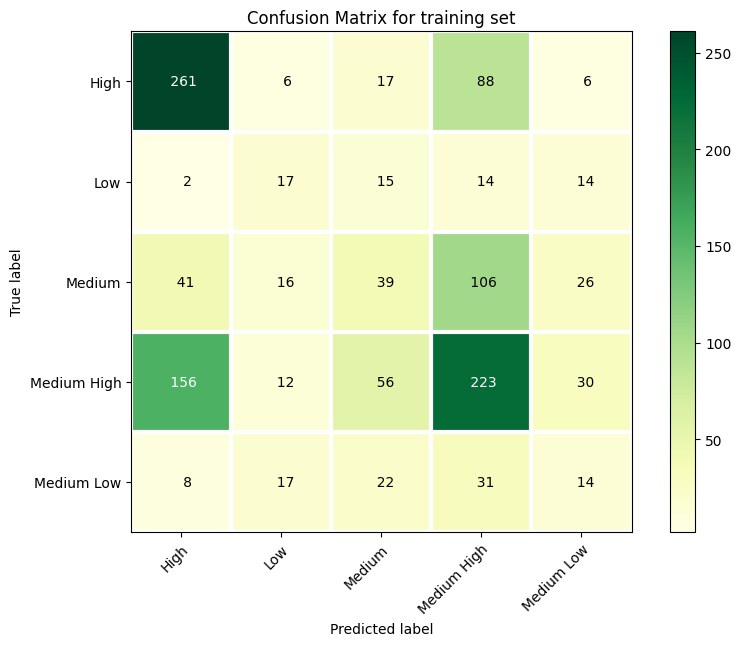 Confusion Matrix for training set
High 261 6 17 88 6
Low 2 17 15 14 14
Medium 41 16 39 106 26
Medium High 156 12 56 223 30
Medium Low 8 17 22 31 14
High Low Medium Medium High Medium Low
Predicted label
True label
250
200
150
100
50